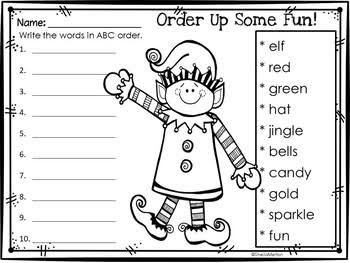 Name:
Order Up Some Fun!
Write the words in ABC order.
1.
2.
3.
4.
5.
6.
7.
8.
9.
10.
* elf
* red
* green
* hat
* jingle
* bells
* candy
* gold
* sparkle
* fun